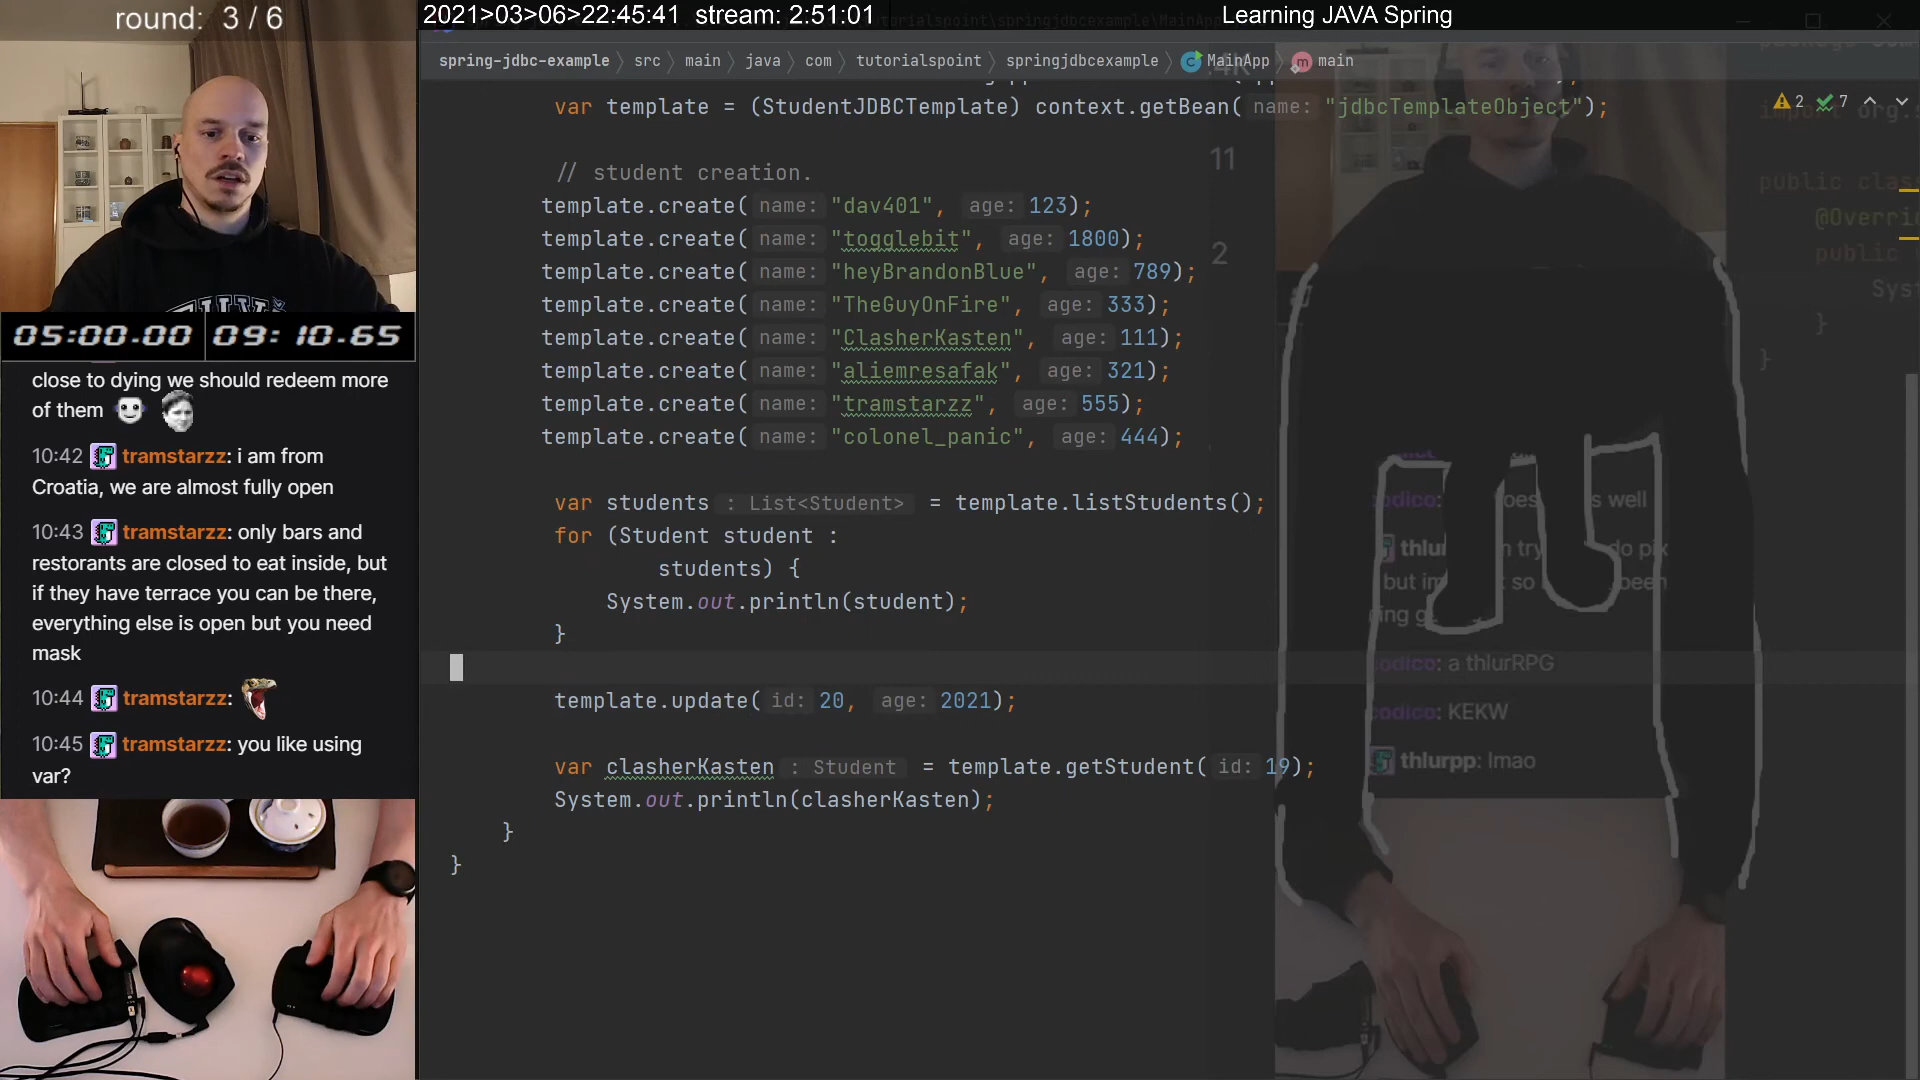 round: 3 / 6
2021>03>06>22:45:41 stream: 2:51:01
Learning JAVA Spring
spring-jdbc-example
src
main
java
com
tutorialspoint
springjdbcexample
MainApp
main
var template = (StudentJDBCTemplate) context.getBean( name: "jdbcTemplateObject");
2
7
11
// student creation.
template.create( name: "dav401", age: 123);
template.create( name: "togglebit", age: 1800);
2
template.create( name: "heyBrandonBlue", age: 789);
template.create( name: "TheGuyOnFire", age: 333);
template.create( name: "ClasherKasten", age: 111);
template.create( name: "aliemresafak", age: 321);
template.create( name: "tramstarzz", age: 555);
template.create( name: "colonel_panic", age: 444);
var students : List<Student> = template.listStudents();
for (Student student :
students) {
System.out.println(student);
}
template.update( id: 20, age: 2021);
var clasherKasten : Student = template.getStudent( id: 19);
System.out.println(clasherKasten);
}
}
05:00.00
09:10.65
close to dying we should redeem more
of them
10:42 tramstarzz: i am from
Croatia, we are almost fully open
10:43 tramstarzz: only bars and
restorants are closed to eat inside, but
if they have terrace you can be there,
everything else is open but you need
mask
10:44 tramstarzz:
10:45 tramstarzz: you like using
var?
public clas
@Overri
public
Syst
}
}
codico: a thlurRPG
codico: KEKW
thlurpp: lmao